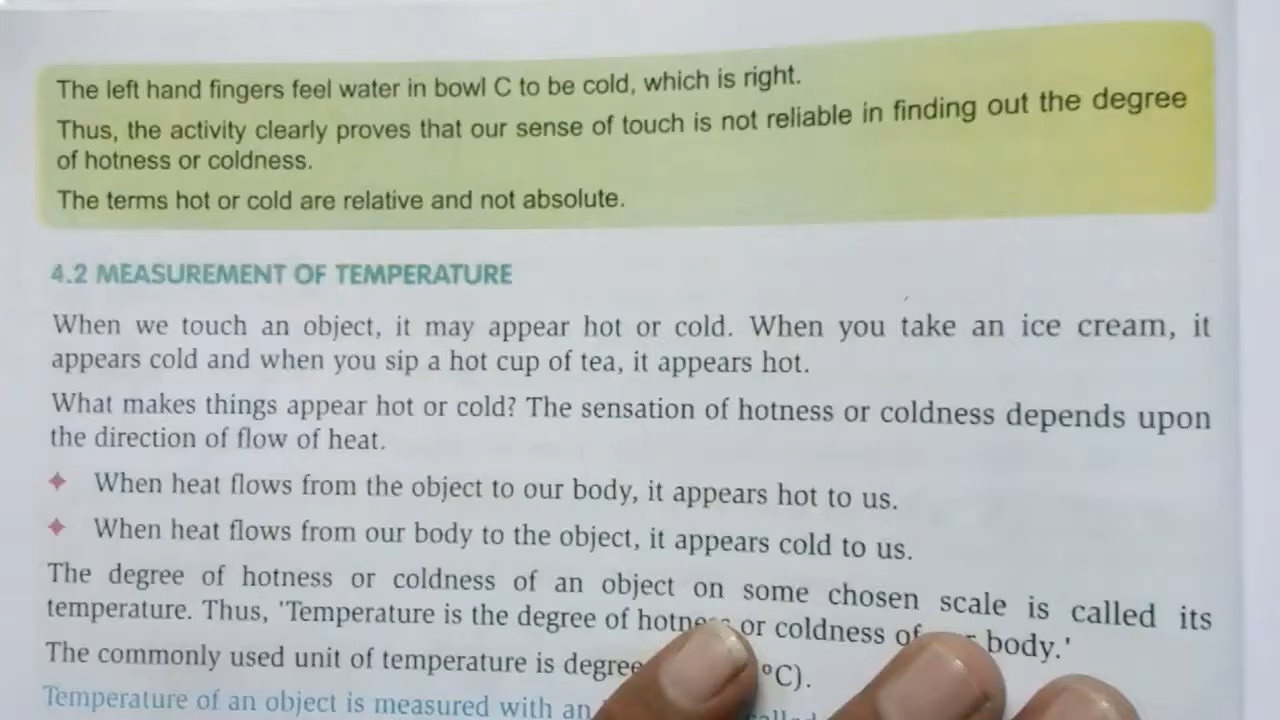 The left hand fingers feel water in bowl C to be cold, which is right.
Thus, the activity clearly proves that our sense of touch is not reliable in finding out the degree
of hotness or coldness.
The terms hot or cold are relative and not absolute.
4.2 MEASUREMENT OF TEMPERATURE
When we touch an object, it may appear hot or cold. When you take an ice cream, it
appears cold and when you sip a hot cup of tea, it appears hot.
What makes things appear hot or cold? The sensation of hotness or coldness depends upon
the direction of flow of heat.
✦ When heat flows from the object to our body, it appears hot to us.
✦ When heat flows from our body to the object, it appears cold to us.
The degree of hotness or coldness of an object on some chosen scale is called its
temperature. Thus, 'Temperature is the degree of hotness or coldness of body.'
The commonly used unit of temperature is degree °C).
Temperature of an object is measured with an called